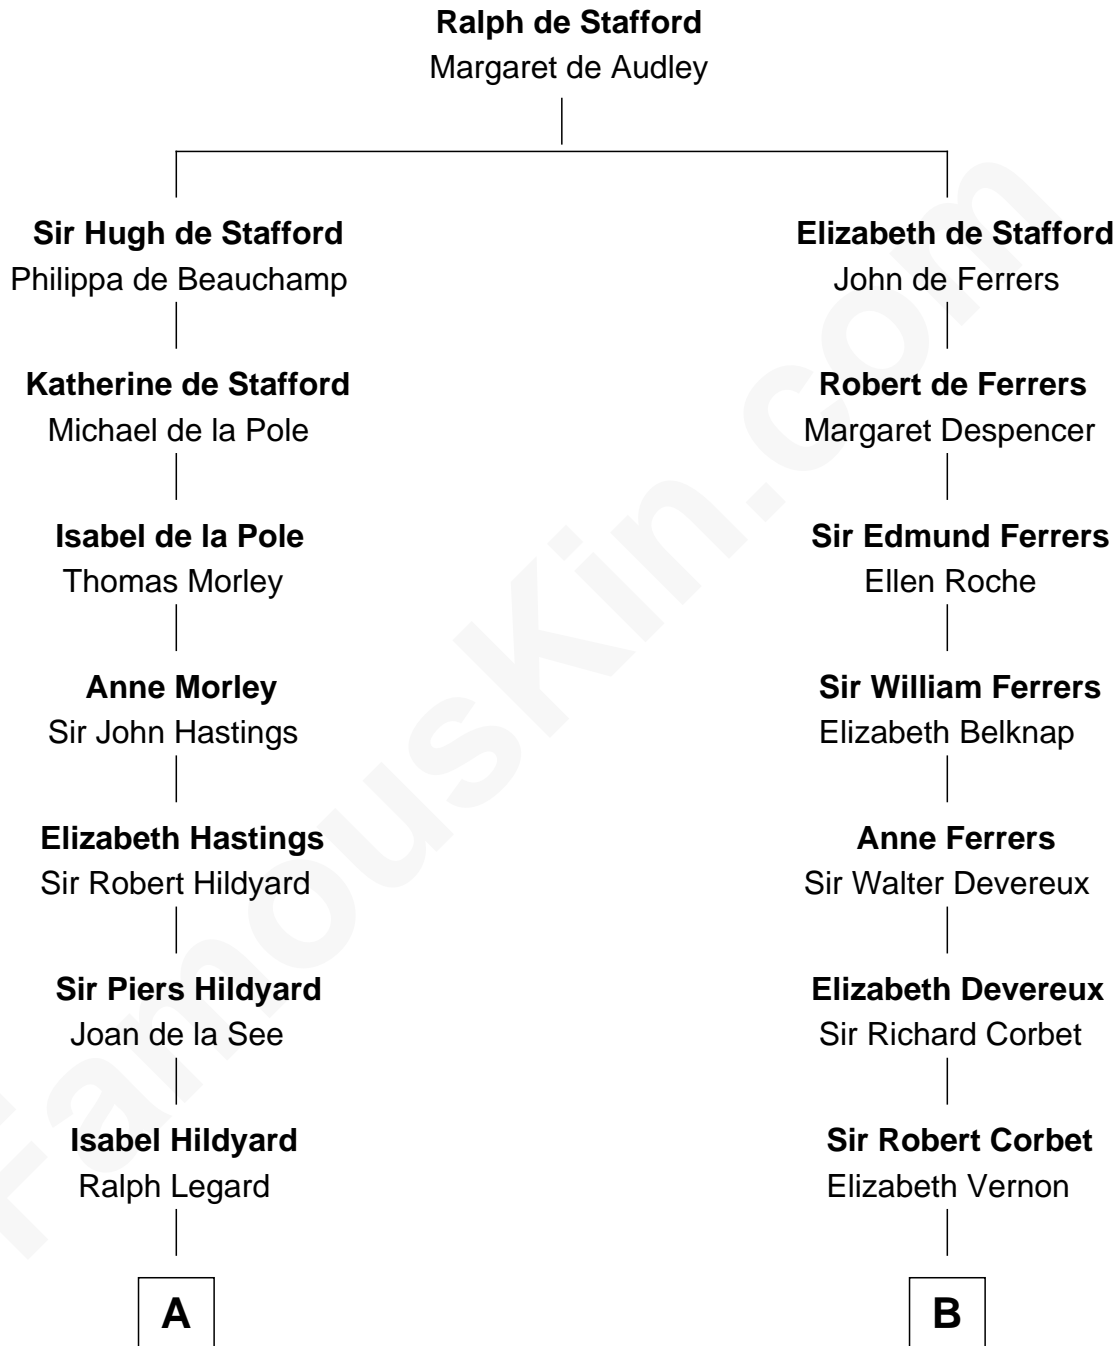 Ralph de Stafford
Margaret de Audley
Sir Hugh de Stafford
Philippa de Beauchamp
Elizabeth de Stafford
John de Ferrers
Katherine de Stafford
Michael de la Pole
Robert de Ferrers
Margaret Despencer
Isabel de la Pole
Thomas Morley
Sir Edmund Ferrers
Ellen Roche
Anne Morley
Sir John Hastings
Sir William Ferrers
Elizabeth Belknap
Elizabeth Hastings
Sir Robert Hildyard
Anne Ferrers
Sir Walter Devereux
Sir Piers Hildyard
Joan de la See
Elizabeth Devereux
Sir Richard Corbet
Isabel Hildyard
Ralph Legard
Sir Robert Corbet
Elizabeth Vernon
A
B
FamousKin.com